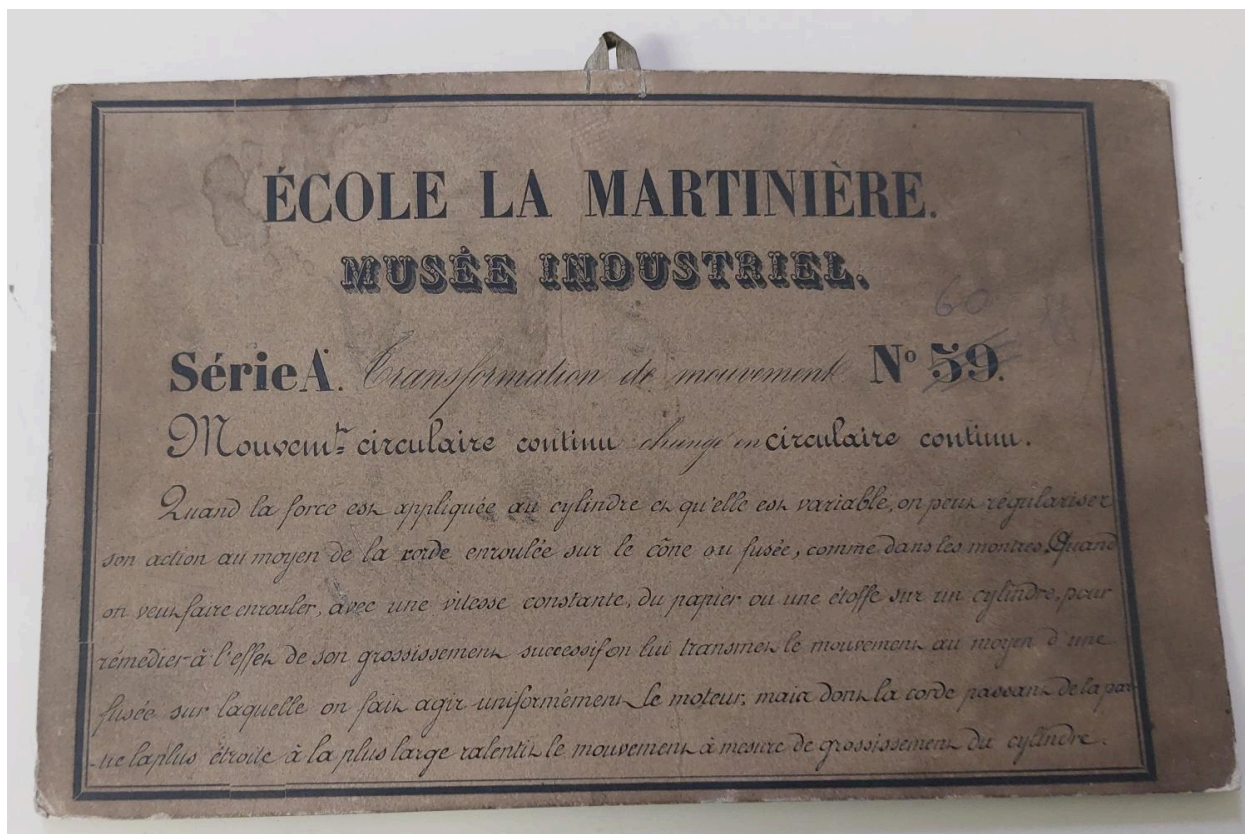 ÉCOLE LA MARTINIÈRE.
MUSÉE INDUSTRIEL.
60
Série A. Transformation de mouvement No 59.
Mouvemt circulaire continu changé en circulaire continu.
Quand la force est appliquée au cylindre et qu'elle est variable, on peut régulariser
son action au moyen de la corde enroulée sur le cône ou fusée, comme dans les montres. Quand
on veut faire enrouler, avec une vitesse constante, du papier ou une étoffe sur un cylindre, pour
remédier à l'effet de son grossissement successif on lui transmet le mouvement au moyen d'une
fusée sur laquelle on fait agir uniformément le moteur, mais dont la corde passant de la par-
-tie la plus étroite à la plus large ralentit le mouvement à mesure de grossissement du cylindre.